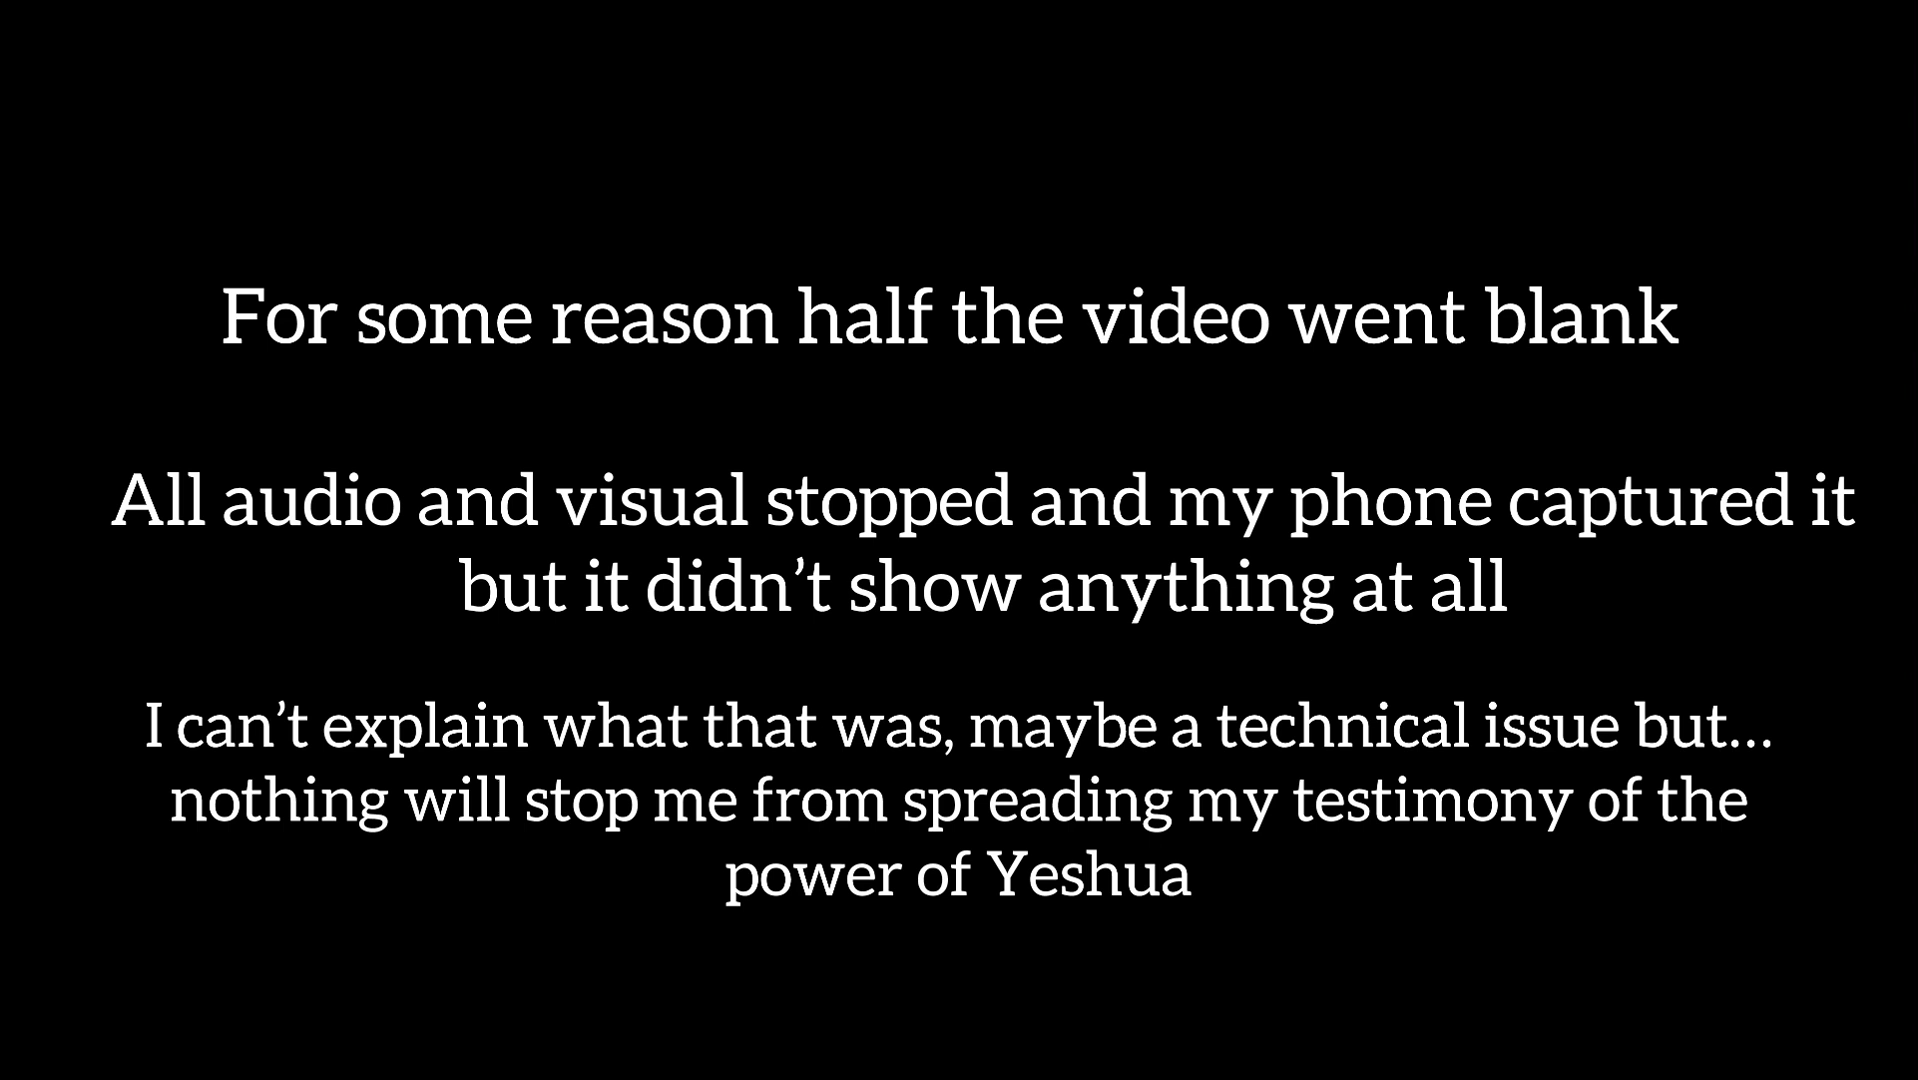 For some reason half the video went blank
All audio and visual stopped and my phone captured it
but it didn’t show anything at all
I can’t explain what that was, maybe a technical issue but...
nothing will stop me from spreading my testimony of the
power of Yeshua